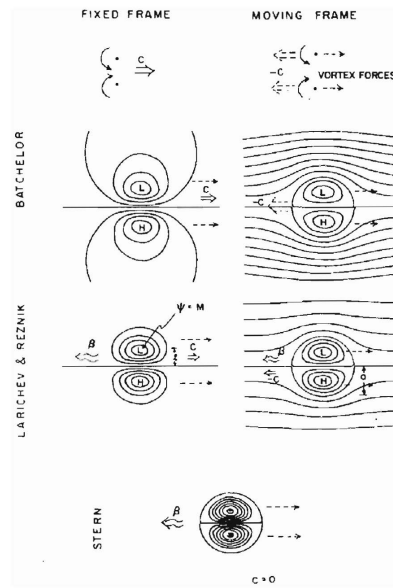 FIXED FRAME MOVING FRAME
C
-C VORTEX FORCES
BATCHELOR
L C
H
L
-C
H
LARICHEV & REZNIK
ψ = M
β L C
H
β L
-C
H a
STERN
β
C = 0